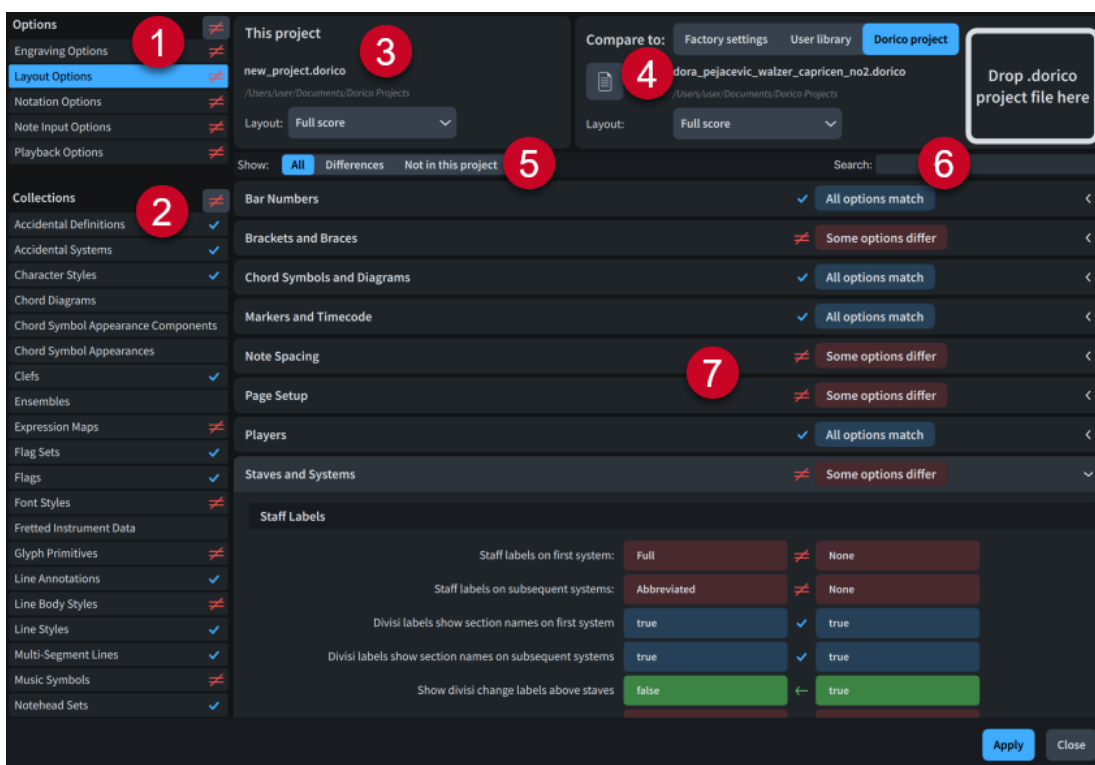 Options
1
Engraving Options
Layout Options
Notation Options
Note Input Options
Playback Options
Collections
2
Accidental Definitions
Accidental Systems
Character Styles
Chord Diagrams
Chord Symbol Appearance Components
Chord Symbol Appearances
Clefs
Ensembles
Expression Maps
Flag Sets
Flags
Font Styles
Fretted Instrument Data
Glyph Primitives
Line Annotations
Line Body Styles
Line Styles
Multi-Segment Lines
Music Symbols
Notehead Sets
This project
3
new_project.dorico
/Users/user/Documents/Dorico Projects
Layout: Full score
Compare to: Factory settings User library Dorico project
4
dora_pejacevic_walzer_capricen_no2.dorico
/Users/user/Documents/Dorico Projects
Layout: Full score
Drop .dorico
project file here
Show: All Differences Not in this project 5
Search: 6
Bar Numbers ✓ All options match
Brackets and Braces ≠ Some options differ
Chord Symbols and Diagrams ✓ All options match
Markers and Timecode ✓ All options match
Note Spacing ≠ Some options differ
7
Page Setup ≠ Some options differ
Players ✓ All options match
Staves and Systems ≠ Some options differ
Staff Labels
Staff labels on first system: Full ≠ None
Staff labels on subsequent systems: Abbreviated ≠ None
Divisi labels show section names on first system true ✓ true
Divisi labels show section names on subsequent systems true ✓ true
Show divisi change labels above staves false ← true
Apply Close